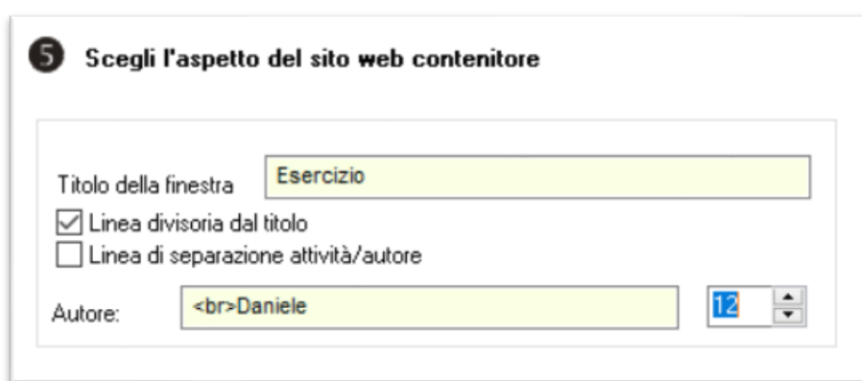 5 Scegli l'aspetto del sito web contenitore
Titolo della finestra Esercizio
Linea divisoria dal titolo
Linea di separazione attività/autore
Autore: <br>Daniele 12